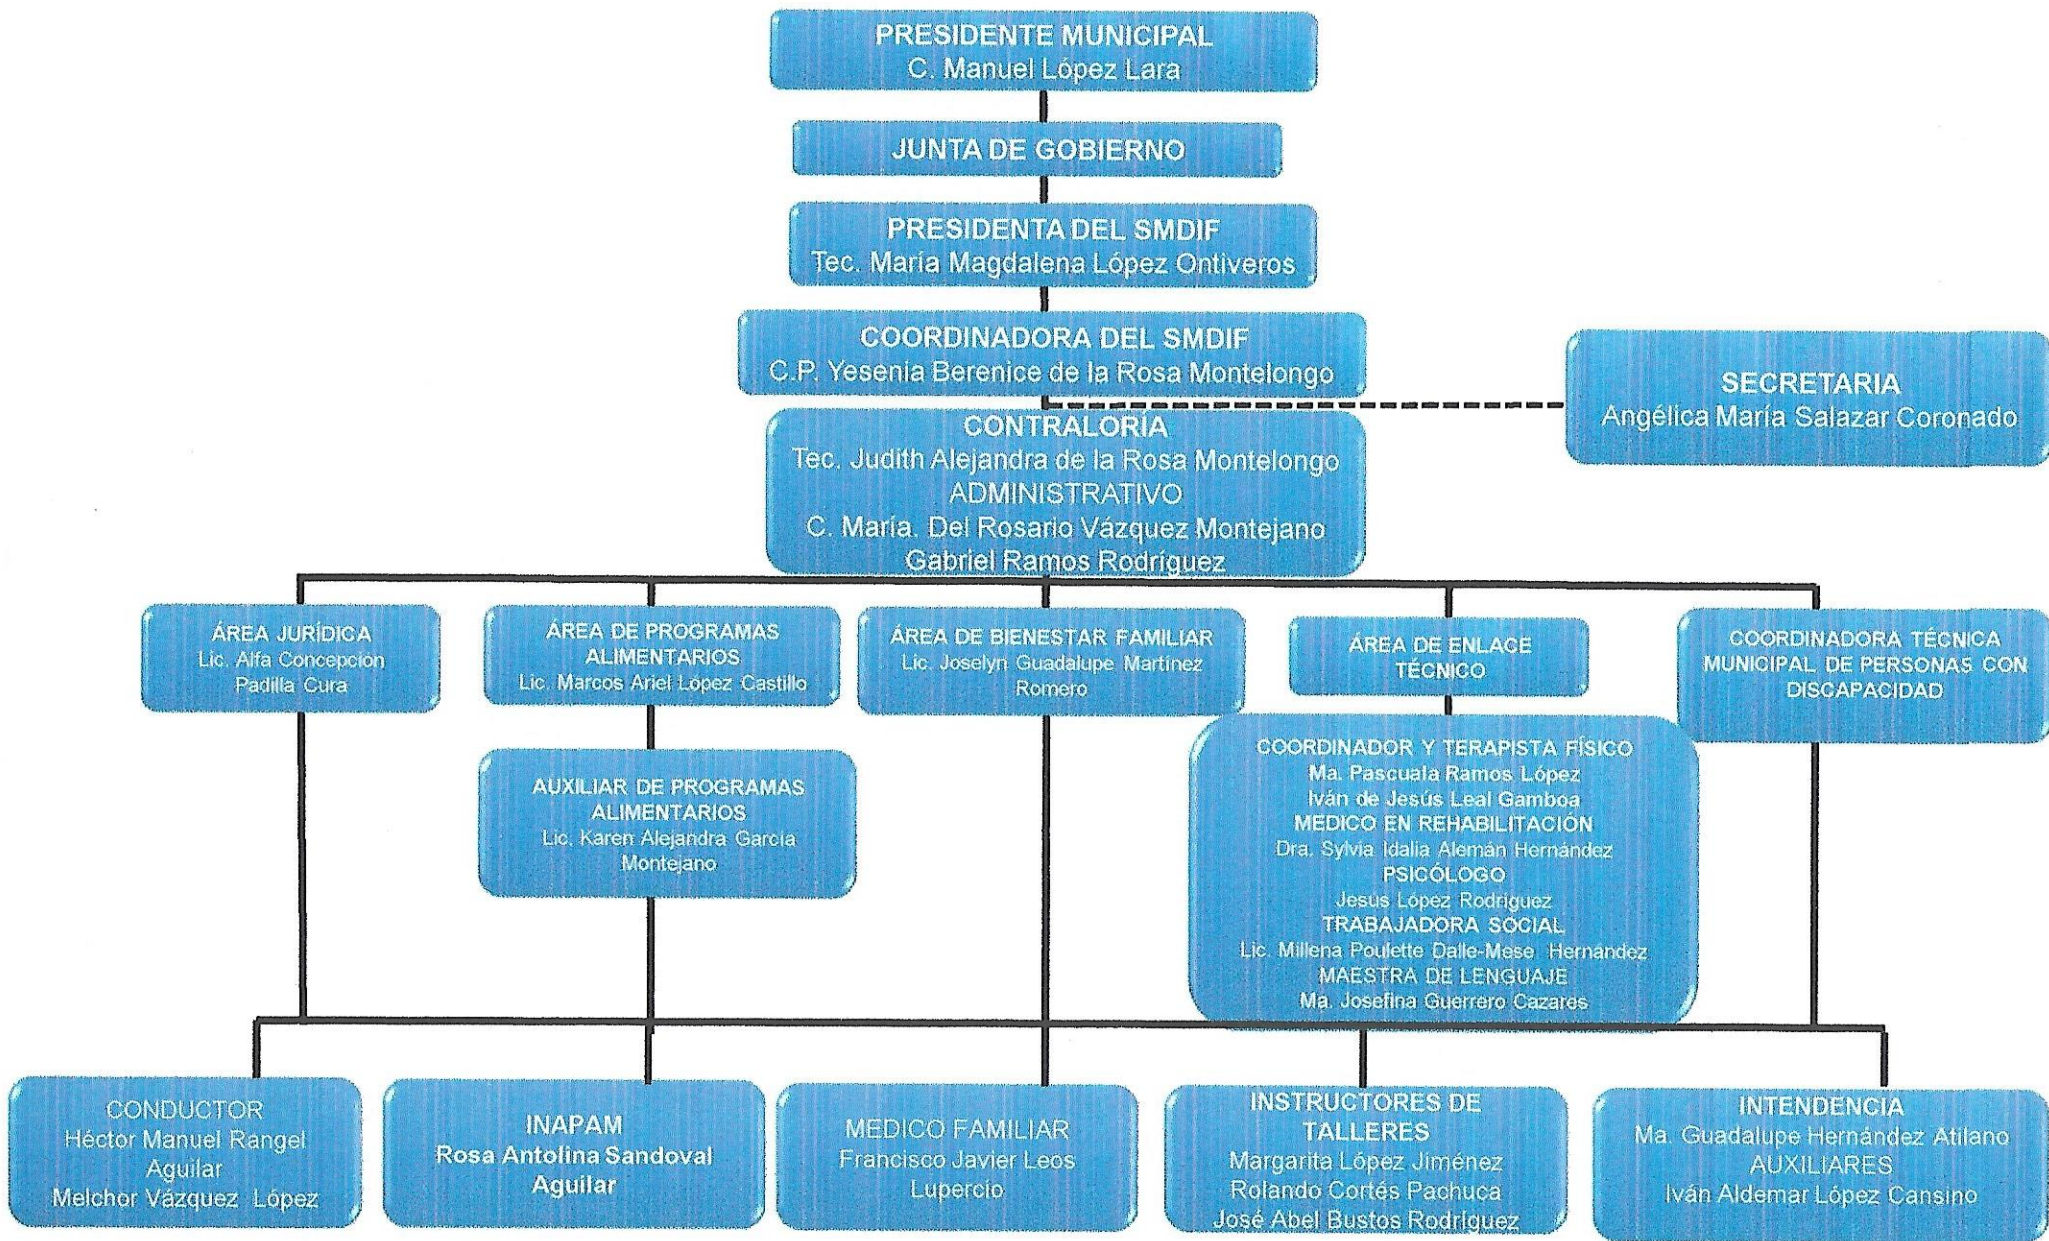 PRESIDENTE MUNICIPAL
C. Manuel López Lara
JUNTA DE GOBIERNO
PRESIDENTA DEL SMDIF
Tec. María Magdalena López Ontiveros
COORDINADORA DEL SMDIF
C.P. Yesenia Berenice de la Rosa Montelongo
SECRETARIA
Angélica María Salazar Coronado
CONTRALORÍA
Tec. Judith Alejandra de la Rosa Montelongo
ADMINISTRATIVO
C. María. Del Rosario Vázquez Montejano
Gabriel Ramos Rodríguez
ÁREA JURÍDICA
Lic. Alfa Concepción
Padilla Cura
ÁREA DE PROGRAMAS
ALIMENTARIOS
Lic. Marcos Ariel López Castillo
ÁREA DE BIENESTAR FAMILIAR
Lic. Joselyn Guadalupe Martínez
Romero
ÁREA DE ENLACE
TÉCNICO
COORDINADORA TÉCNICA
MUNICIPAL DE PERSONAS CON
DISCAPACIDAD
AUXILIAR DE PROGRAMAS
ALIMENTARIOS
Lic. Karen Alejandra García
Montejano
COORDINADOR Y TERAPISTA FÍSICO
Ma. Pascuala Ramos López
Iván de Jesús Leal Gamboa
MEDICO EN REHABILITACIÓN
Dra. Sylvia Idalia Alemán Hernández
PSICÓLOGO
Jesús López Rodríguez
TRABAJADORA SOCIAL
Lic. Millena Poulette Dalle-Mese Hernández
MAESTRA DE LENGUAJE
Ma. Josefina Guerrero Cazares
CONDUCTOR
Héctor Manuel Rangel
Aguilar
Melchor Vázquez López
INAPAM
Rosa Antolina Sandoval
Aguilar
MEDICO FAMILIAR
Francisco Javier Leos
Lupercio
INSTRUCTORES DE
TALLERES
Margarita López Jiménez
Rolando Cortés Pachuca
José Abel Bustos Rodríguez
INTENDENCIA
Ma. Guadalupe Hernández Atilano
AUXILIARES
Iván Aldemar López Cansino